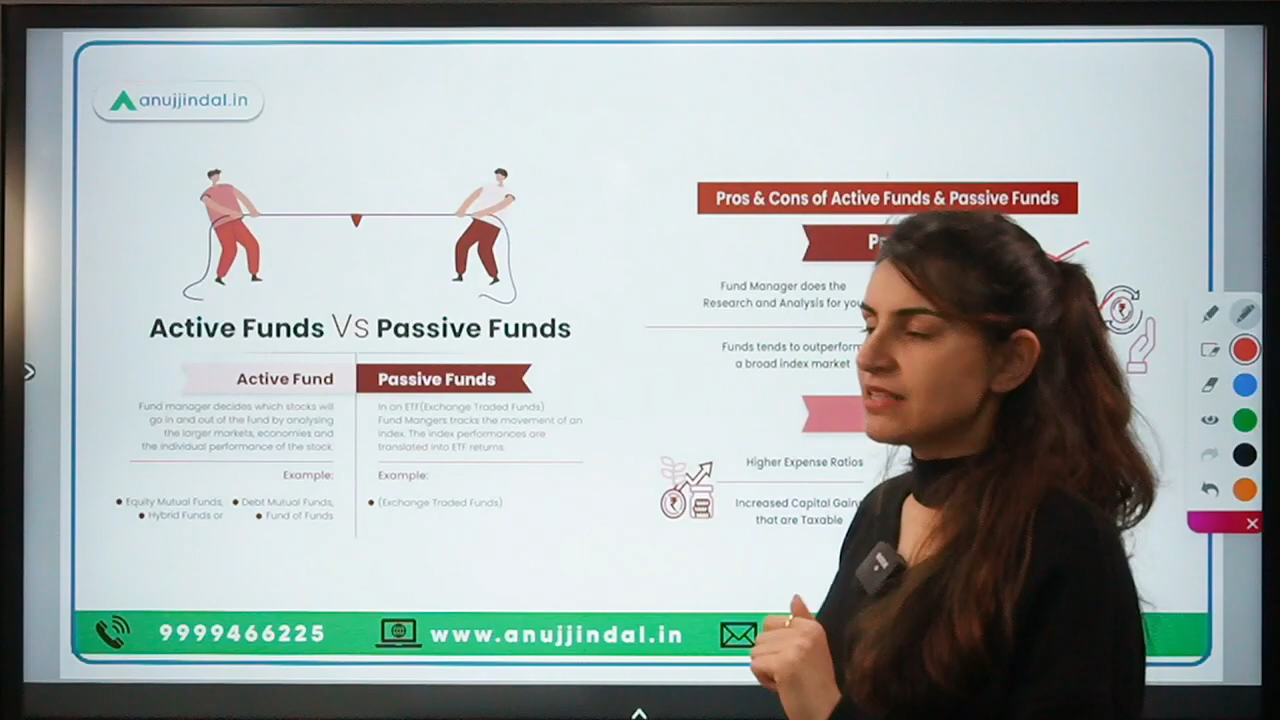 anujjindal.in
Active Funds Vs Passive Funds
Active Fund
Fund manager decides which stocks will
go in and out of the fund by analysing
the larger markets, economies and
the individual performance of the stock.
Example:
Equity Mutual Funds, Debt Mutual Funds,
Hybrid Funds or Fund of Funds
Passive Funds
In an ETF(Exchange Traded Funds)
Fund Mangers tracks the movement of an
index. The index performances are
translated into ETF returns.
Example:
(Exchange Traded Funds)
Pros & Cons of Active Funds & Passive Funds
Fund Manager does the
Research and Analysis for you
Funds tends to outperform
a broad index market
Higher Expense Ratios
Increased Capital Gain
that are Taxable
9999466225
www.anujjindal.in